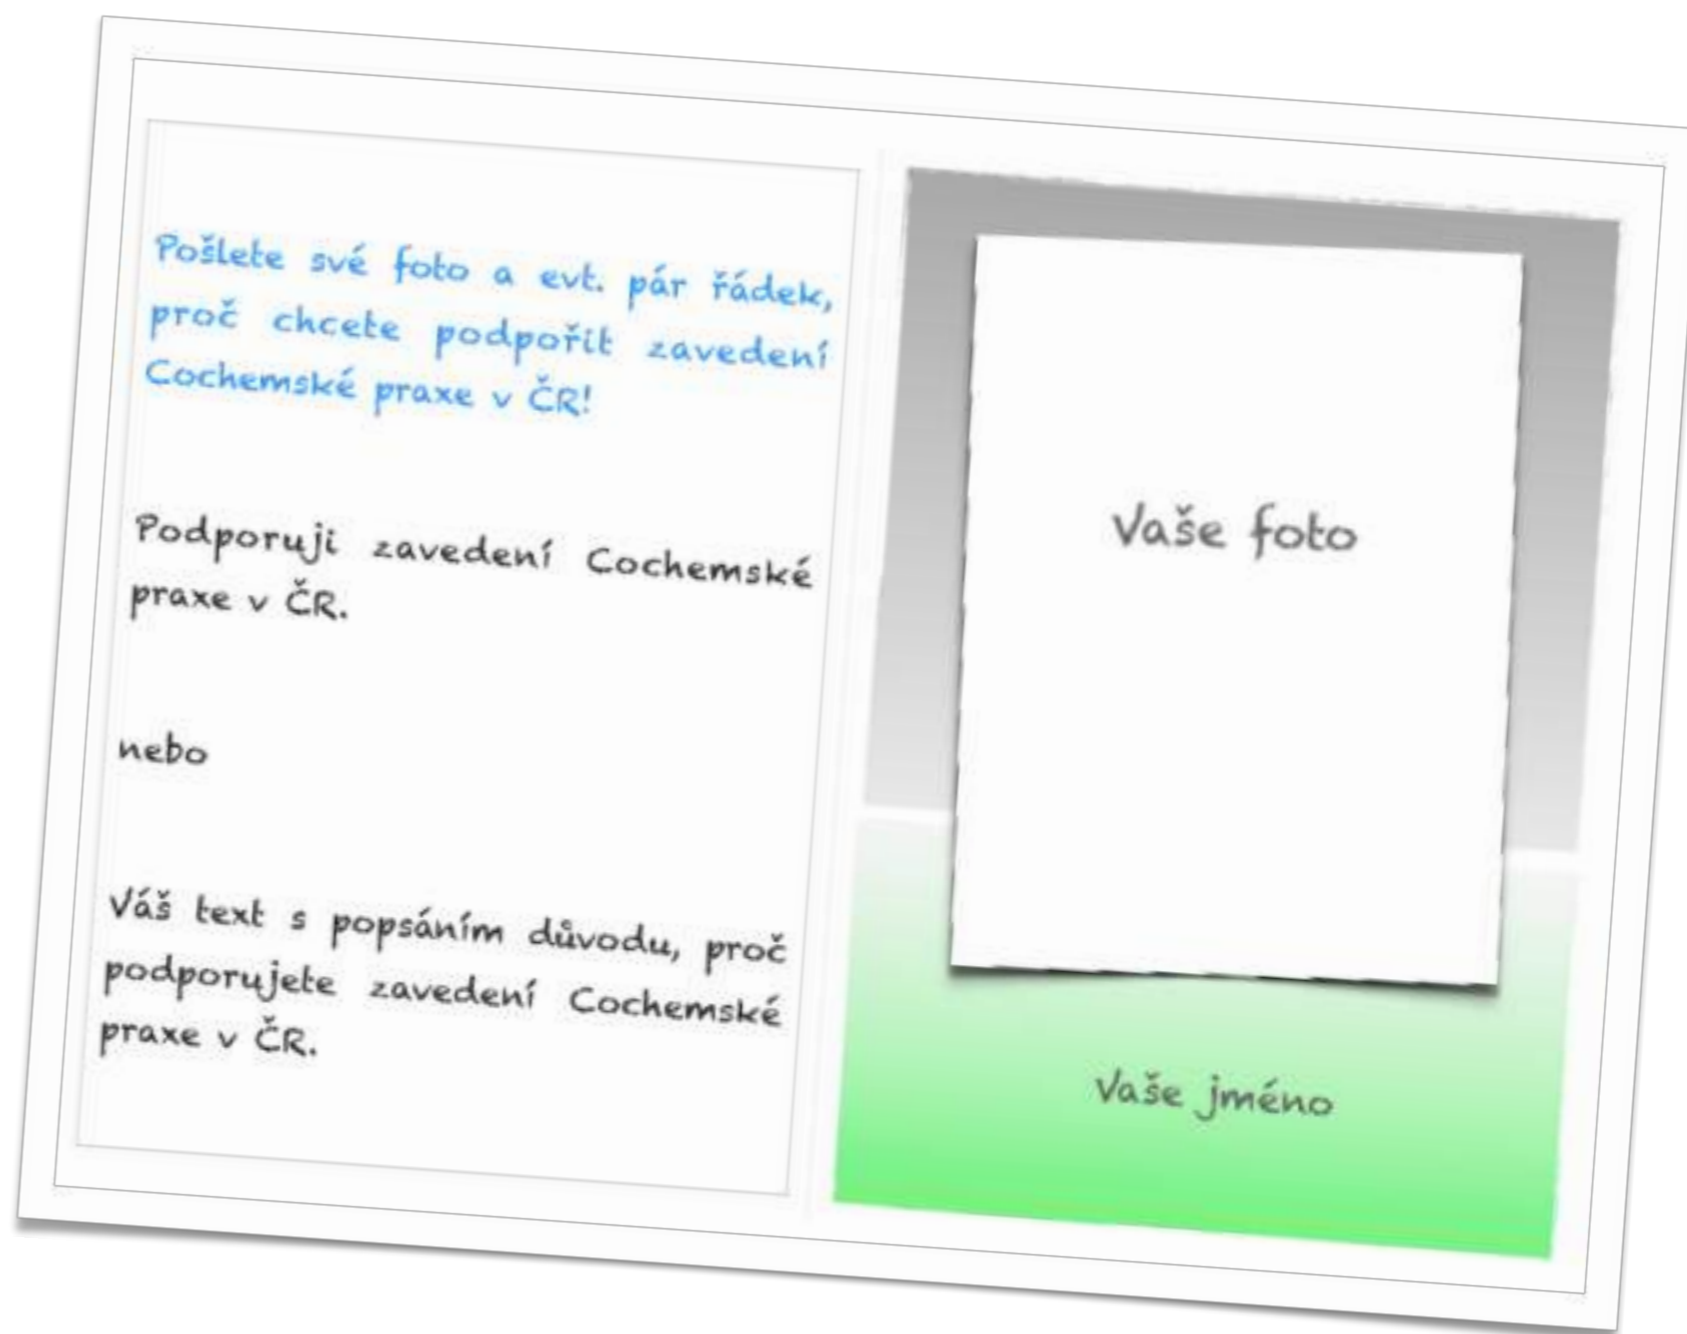 Pošlete své foto a evt. pár řádek,
proč chcete podpořit zavedení
Cochemské praxe v ČR!
Podporuji zavedení Cochemské
praxe v ČR.
nebo
Váš text s popsáním důvodu, proč
podporujete zavedení Cochemské
praxe v ČR.
Vaše foto
Vaše jméno